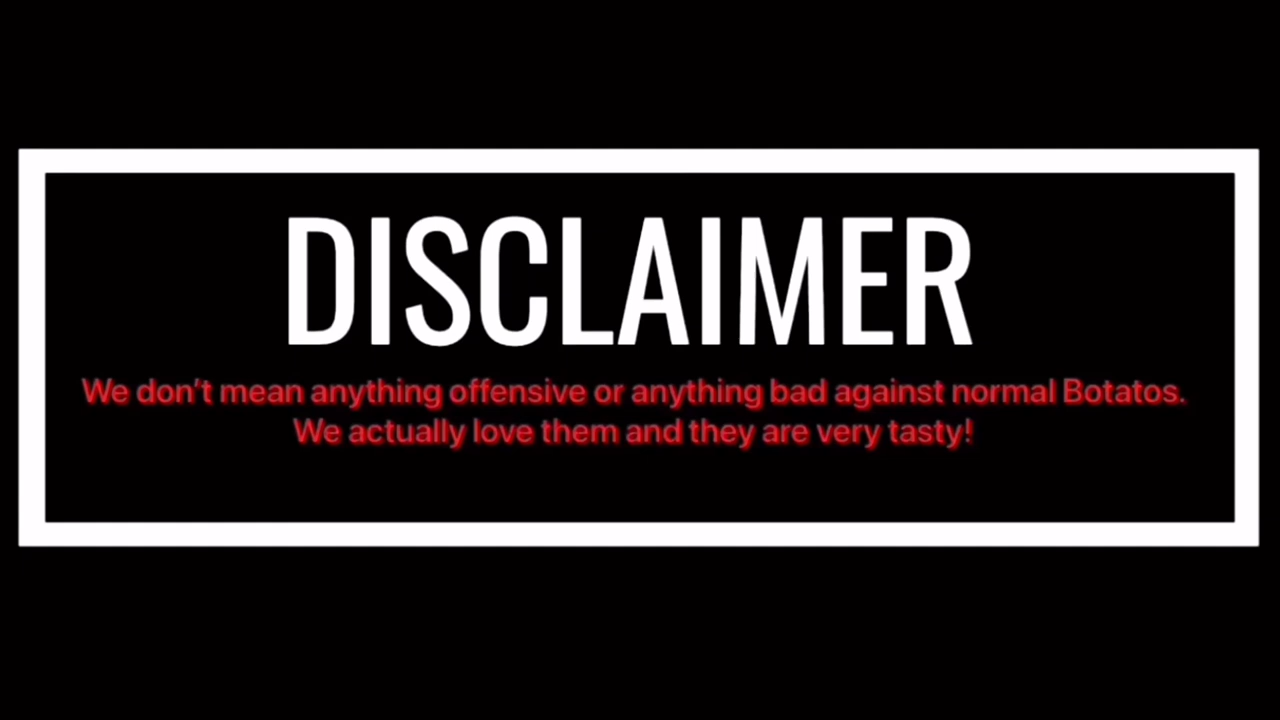 DISCLAIMER
We don't mean anything offensive or anything bad against normal Botatos.
We actually love them and they are very tasty!